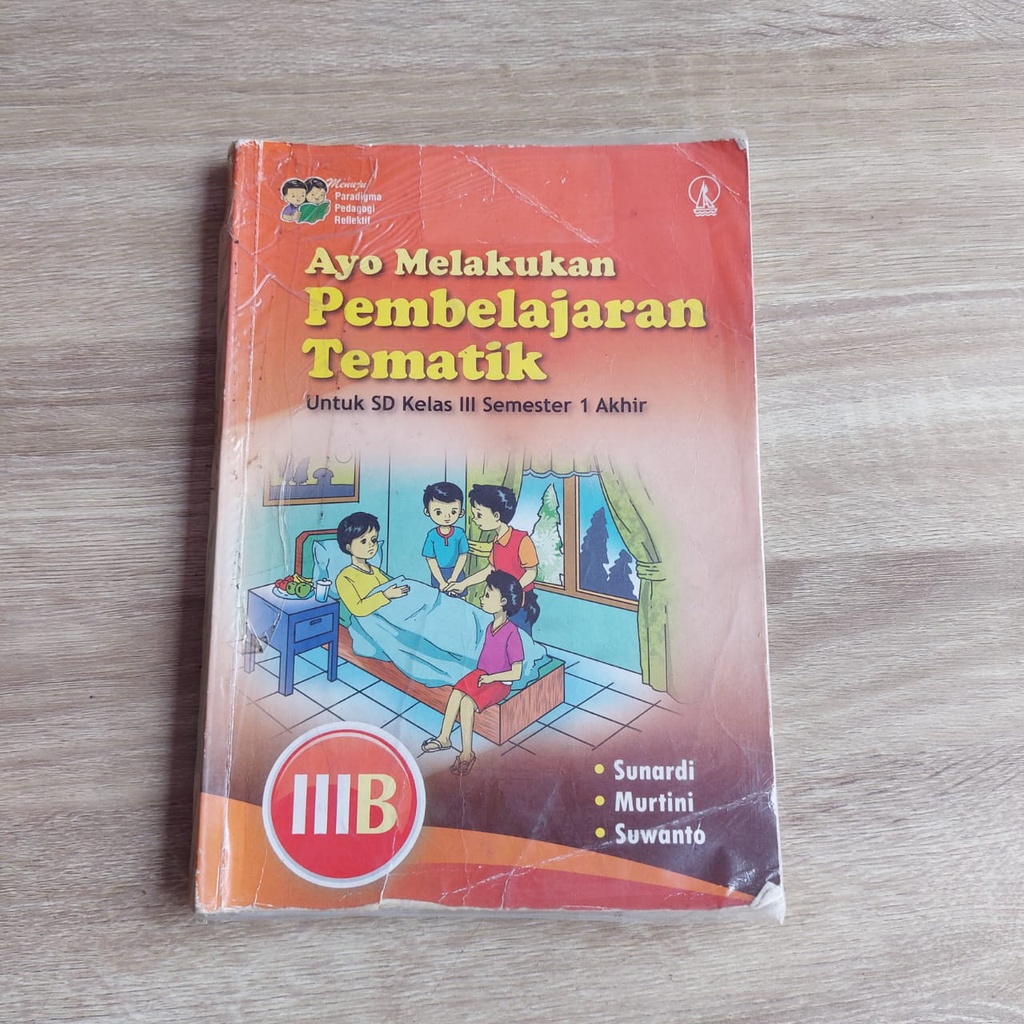 Menuju
Paradigma
Pedagogi
Reflektif
Ayo Melakukan
Pembelajaran
Tematik
Untuk SD Kelas III Semester 1 Akhir
IIIB
• Sunardi
• Murtini
• Suwanto